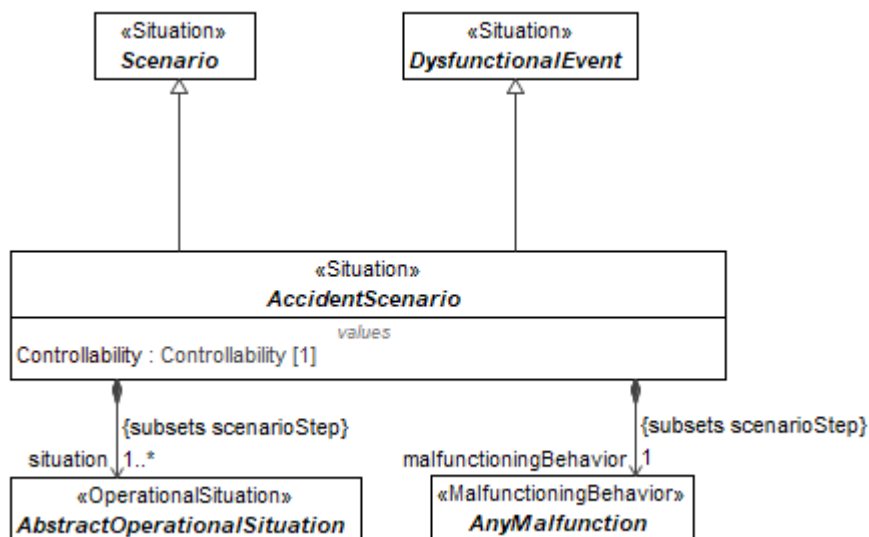 «Situation»
Scenario
«Situation»
DysfunctionalEvent
«Situation»
AccidentScenario
values
Controllability : Controllability [1]
{subsets scenarioStep}
situation 1..*
{subsets scenarioStep}
malfunctioningBehavior 1
«OperationalSituation»
AbstractOperationalSituation
«MalfunctioningBehavior»
AnyMalfunction